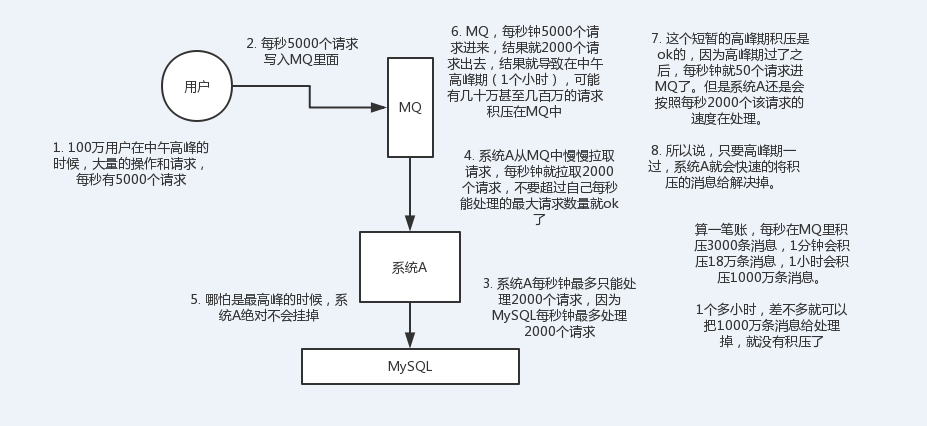 2. 每秒5000个请求
写入MQ里面
用户
MQ
6. MQ，每秒钟5000个请
求进来，结果就2000个请
求出去，结果就导致在中午
高峰期（1个小时），可能
有几十万甚至几百万的请求
积压在MQ中
7. 这个短暂的高峰期积压是
ok的，因为高峰期过了之
后，每秒钟就50个请求进
MQ了。但是系统A还是会
按照每秒2000个该请求的
速度在处理。
1. 100万用户在中午高峰的
时候，大量的操作和请求，
每秒有5000个请求
4. 系统A从MQ中慢慢拉取
请求，每秒钟就拉取2000
个请求，不要超过自己每秒
能处理的最大请求数量就ok
了
8. 所以说，只要高峰期一
过，系统A就会快速的将积
压的消息给解决掉。
系统A
算一笔账，每秒在MQ里积
压3000条消息，1分钟会积
压18万条消息，1小时会积
压1000万条消息。
5. 哪怕是最高峰的时候，系
统A绝对不会挂掉
3. 系统A每秒钟最多只能处
理2000个请求，因为
MySQL每秒钟最多处理
2000个请求
1个多小时，差不多就可以
把1000万条消息给处理
掉，就没有积压了
MySQL